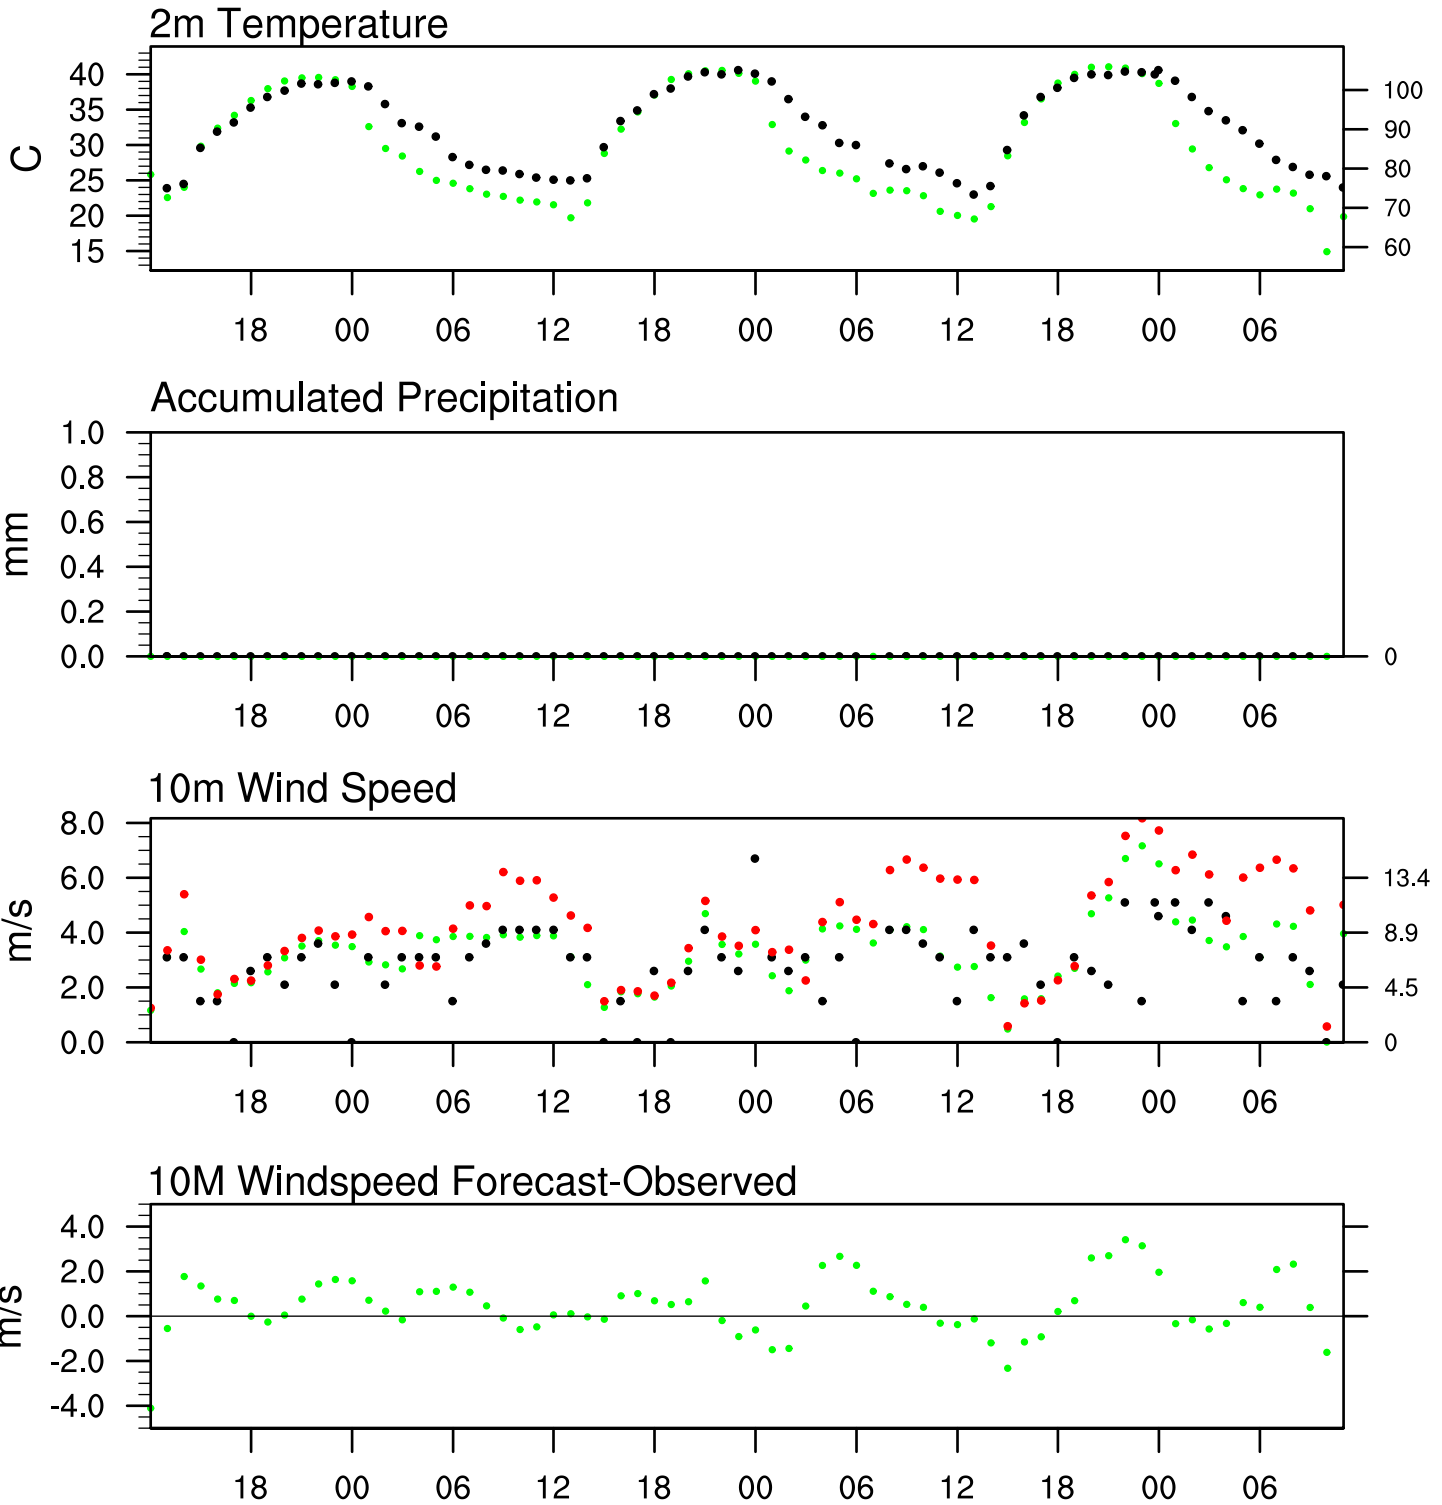 2m Temperature
C
40
35
30
25
20
15
100
90
80
70
60
18 00 06 12 18 00 06 12 18 00 06
Accumulated Precipitation
mm
1.0
0.8
0.6
0.4
0.2
0.0
0
18 00 06 12 18 00 06 12 18 00 06
10m Wind Speed
m/s
8.0
6.0
4.0
2.0
0.0
13.4
8.9
4.5
0
18 00 06 12 18 00 06 12 18 00 06
10M Windspeed Forecast-Observed
m/s
4.0
2.0
0.0
-2.0
-4.0
18 00 06 12 18 00 06 12 18 00 06